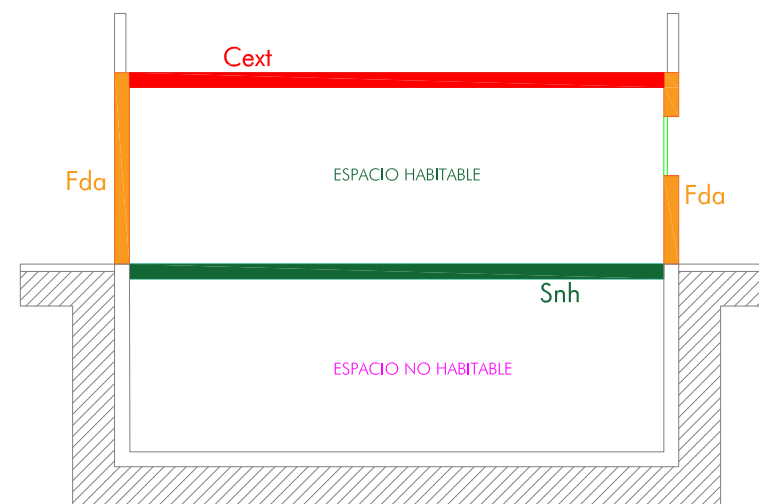 Cext
ESPACIO HABITABLE
Fda
Fda
Snh
ESPACIO NO HABITABLE